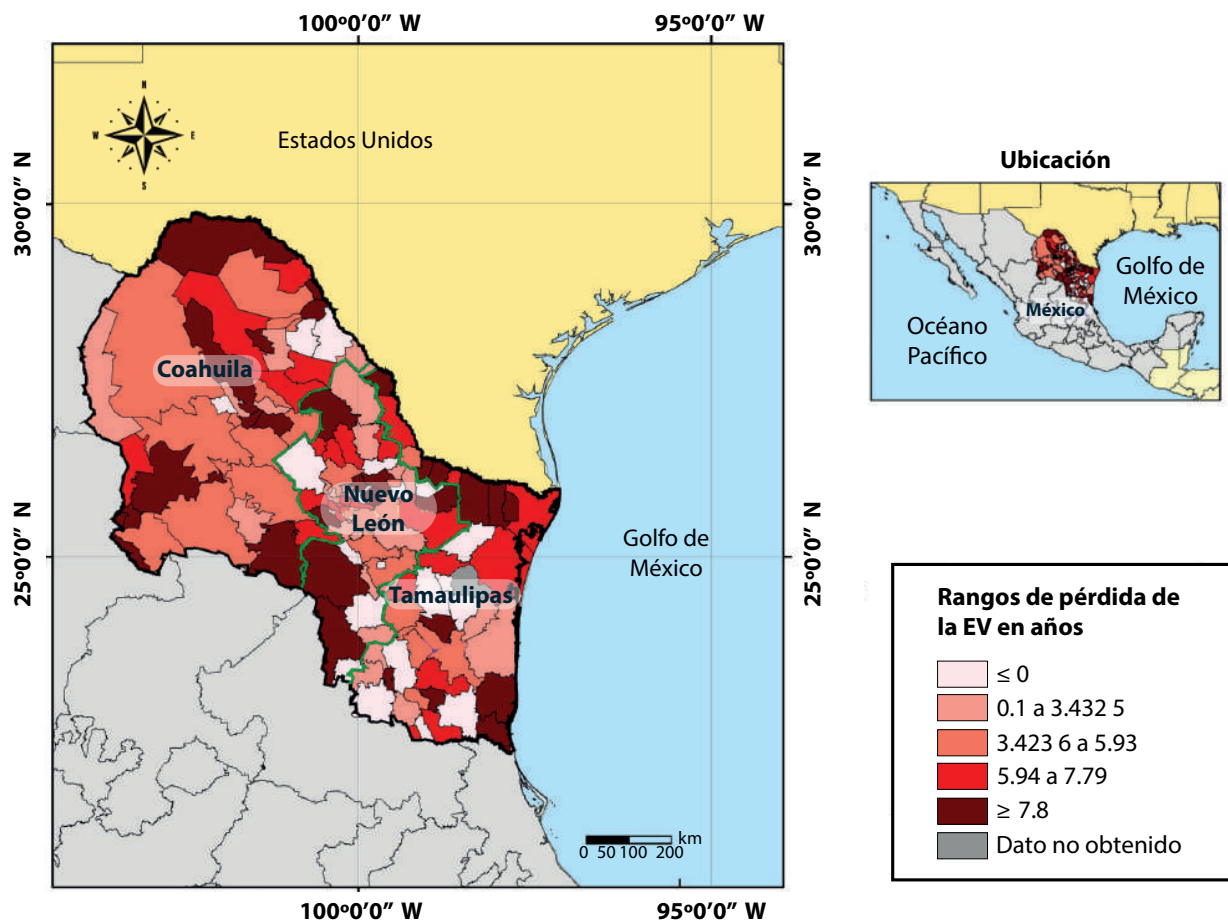 100º0’0” W
95º0’0” W
30º0’0” N
25º0’0” N
N
W
E
S
Estados Unidos
Coahuila
Nuevo
León
Tamaulipas
Golfo de
México
km
0 50 100 200
100º0’0” W
95º0’0” W
30º0’0” N
25º0’0” N
Ubicación
Golfo de
México
México
Océano
Pacífico
Rangos de pérdida de
la EV en años
≤ 0
0.1 a 3.432 5
3.423 6 a 5.93
5.94 a 7.79
≥ 7.8
Dato no obtenido